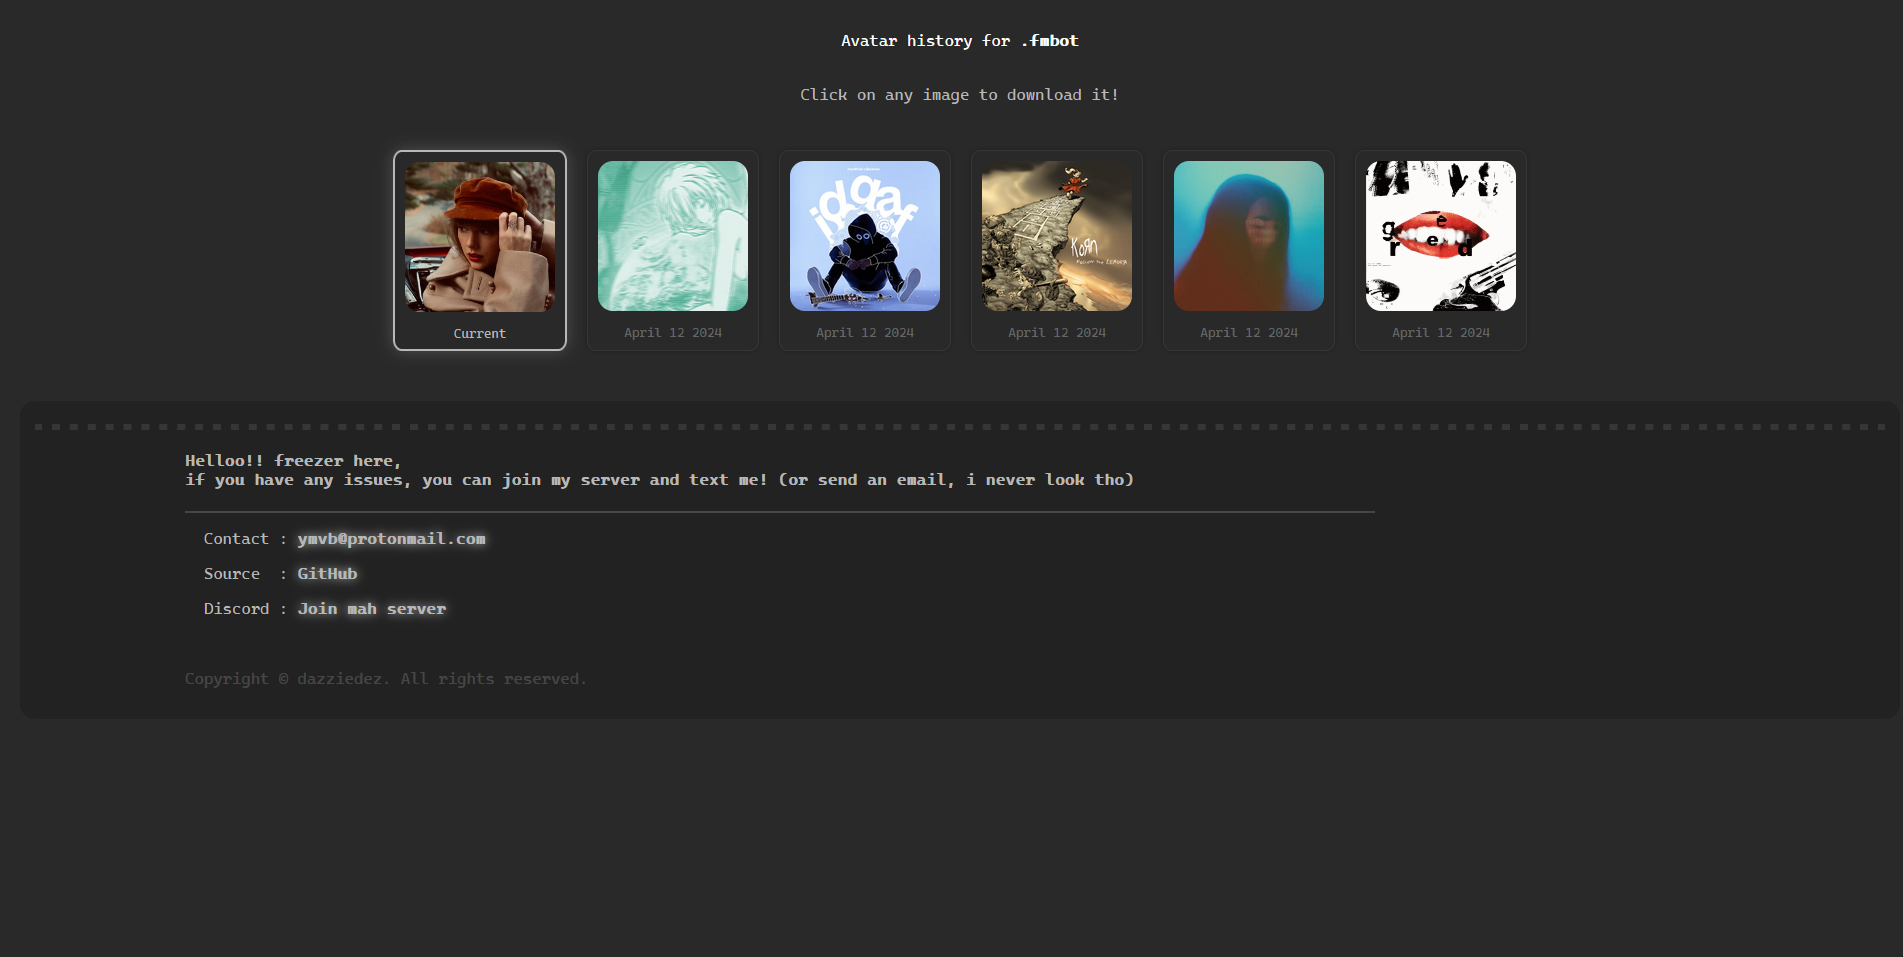 Avatar history for .fmbot
Click on any image to download it!
idgaf
KoRn
FOLLOW THE LEADER
g e
r e d
Current
April 12 2024
April 12 2024
April 12 2024
April 12 2024
April 12 2024
Helloo!! freezer here,
if you have any issues, you can join my server and text me! (or send an email, i never look tho)
Contact : ymvb@protonmail.com
Source : GitHub
Discord : Join mah server
Copyright © dazziedez. All rights reserved.